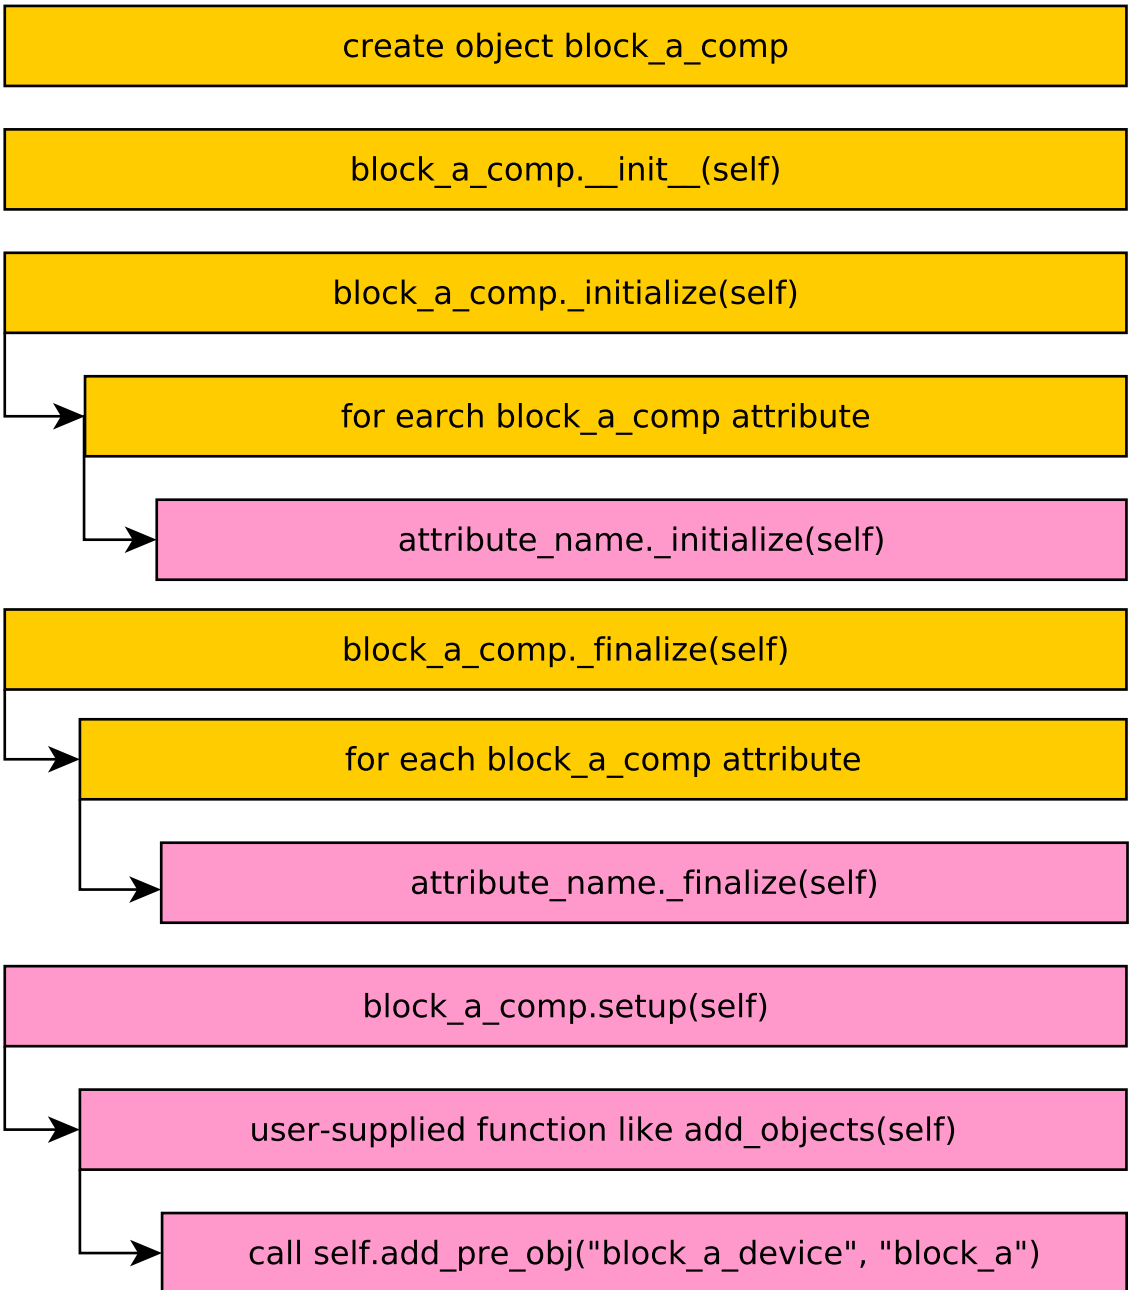 create object block_a_comp
block_a_comp.__init__(self)
block_a_comp._initialize(self)
for earch block_a_comp attribute
attribute_name._initialize(self)
block_a_comp._finalize(self)
for each block_a_comp attribute
attribute_name._finalize(self)
block_a_comp.setup(self)
user-supplied function like add_objects(self)
call self.add_pre_obj("block_a_device", "block_a")